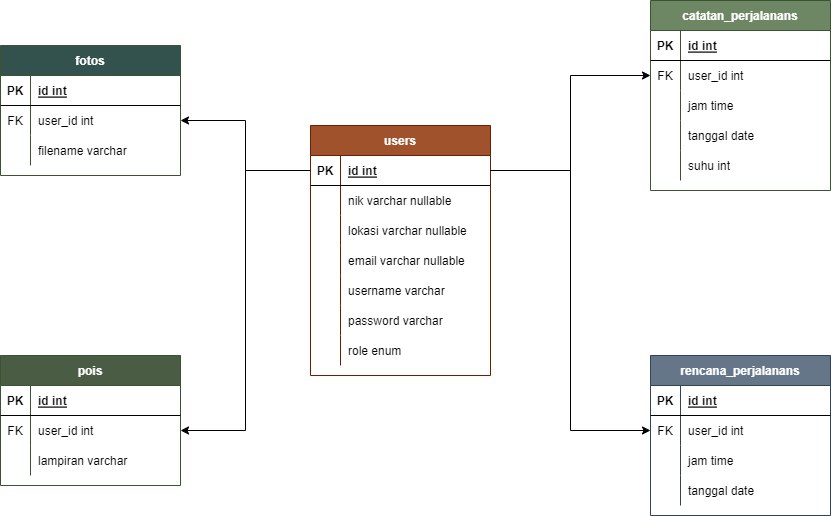 fotos
PK id int
FK user_id int
filename varchar
users
PK id int
nik varchar nullable
lokasi varchar nullable
email varchar nullable
username varchar
password varchar
role enum
catatan_perjalanans
PK id int
FK user_id int
jam time
tanggal date
suhu int
pois
PK id int
FK user_id int
lampiran varchar
rencana_perjalanans
PK id int
FK user_id int
jam time
tanggal date